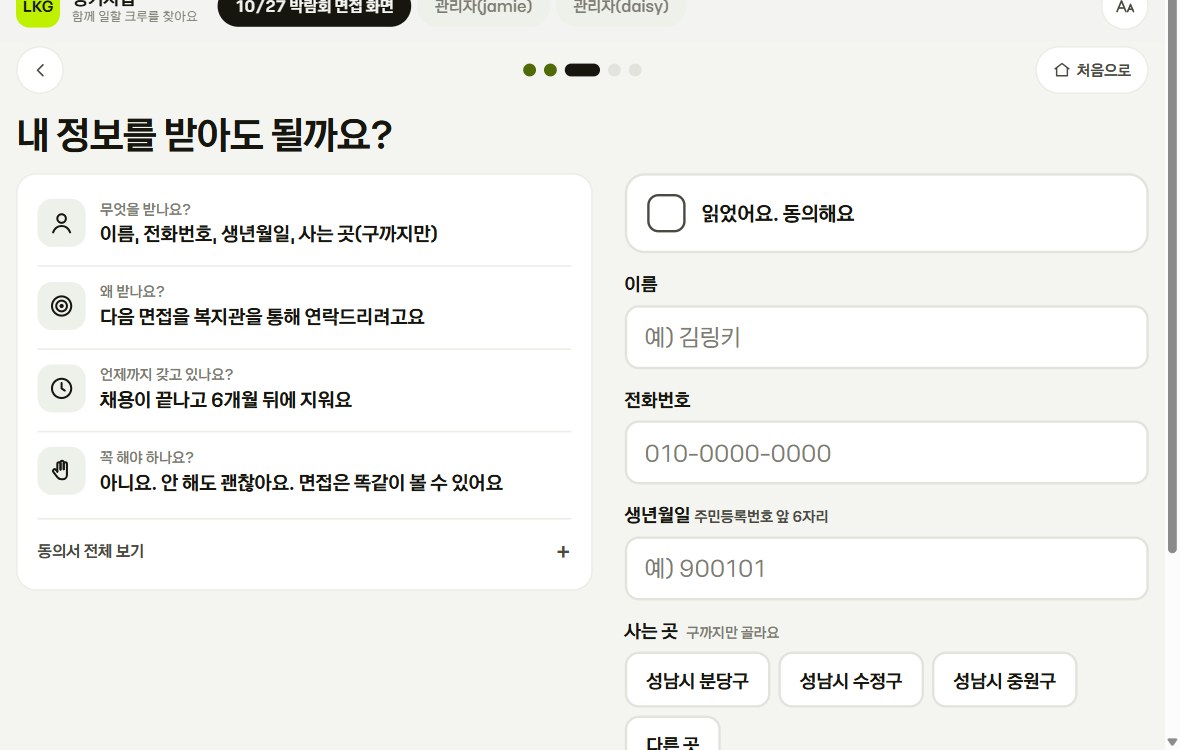 LKG
함께 일할 크루를 찾아요
10/27 박람회 면접 화면
관리자(jamie)
관리자(daisy)
AA
처음으로
내 정보를 받아도 될까요?
무엇을 받나요?
이름, 전화번호, 생년월일, 사는 곳(구까지만)
왜 받나요?
다음 면접을 복지관을 통해 연락드리려고요
언제까지 갖고 있나요?
채용이 끝나고 6개월 뒤에 지워요
꼭 해야 하나요?
아니요. 안 해도 괜찮아요. 면접은 똑같이 볼 수 있어요
동의서 전체 보기
+
읽었어요. 동의해요
이름
예) 김링키
전화번호
010-0000-0000
생년월일 주민등록번호 앞 6자리
예) 900101
사는 곳 구까지만 골라요
성남시 분당구
성남시 수정구
성남시 중원구
다른 곳